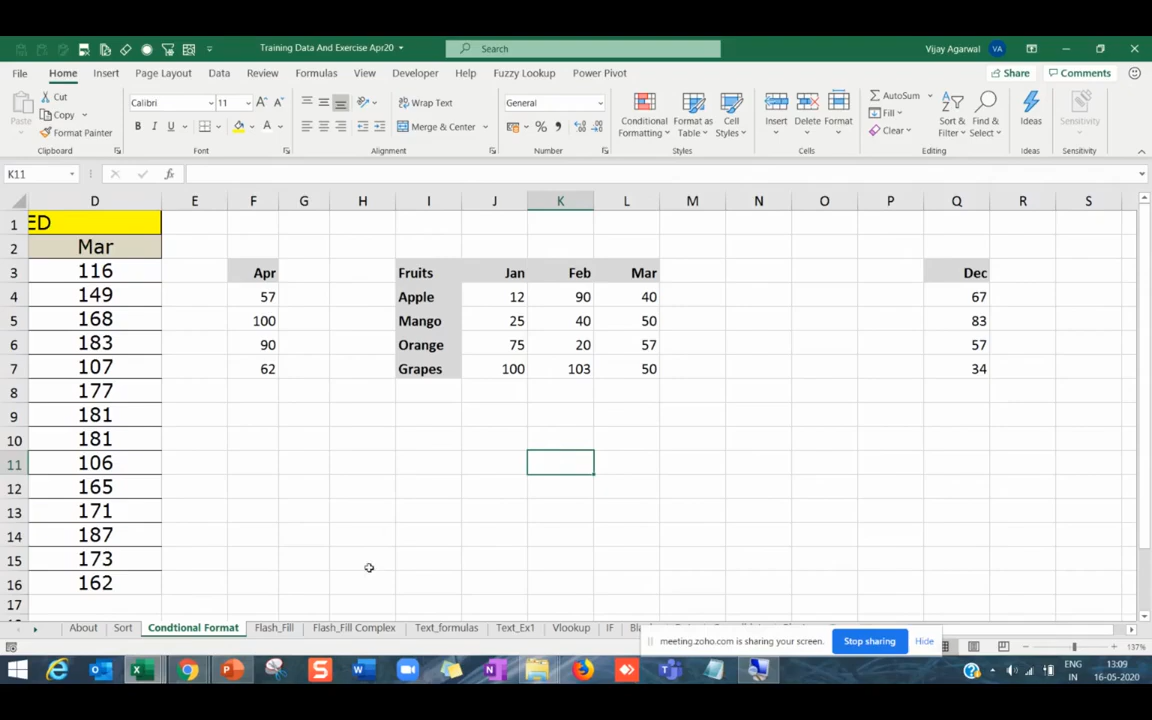 Training Data And Exercise Apr20
Search
Vijay Agarwal VA
File Home Insert Page Layout Data Review Formulas View Developer Help Fuzzy Lookup Power Pivot Share Comments
Paste Cut Copy Format Painter
Clipboard
Calibri 11
B I U
Font
Wrap Text
Merge & Center
Alignment
General
Number
Conditional Formatting Format as Table Cell Styles
Styles
Insert Delete Format
Cells
AutoSum
Fill
Clear
Sort & Filter Find & Select
Editing
Ideas
Ideas
Sensitivity
Sensitivity
K11 fx
D E F G H I J K L M N O P Q R S
1 ED
2 Mar
3 116 Apr Fruits Jan Feb Mar Dec
4 149 57 Apple 12 90 40 67
5 168 100 Mango 25 40 50 83
6 183 90 Orange 75 20 57 57
7 107 62 Grapes 100 103 50 34
8 177
9 181
10 181
11 106
12 165
13 171
14 187
15 173
16 162
17
About Sort Condtional Format Flash_Fill Flash_Fill Complex Text_formulas Text_Ex1 Vlookup IF
meeting.zoho.com is sharing your screen. Stop sharing Hide
137%
ENG
IN
13:09
16-05-2020